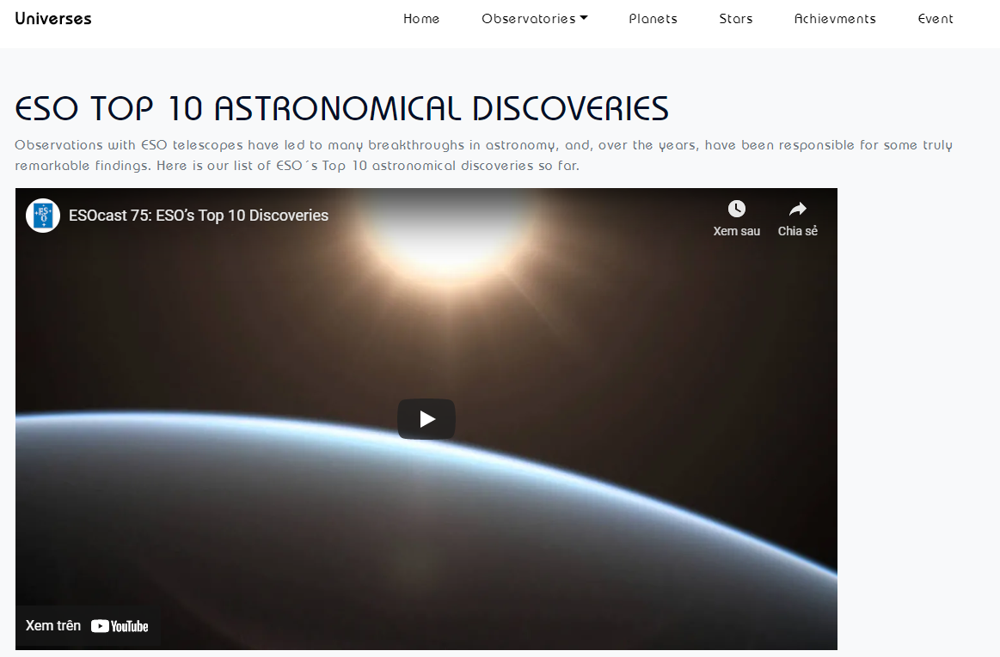 Universes Home Observatories Planets Stars Achievments Event
ESO TOP 10 ASTRONOMICAL DISCOVERIES
Observations with ESO telescopes have led to many breakthroughs in astronomy, and, over the years, have been responsible for some truly
remarkable findings. Here is our list of ESO´s Top 10 astronomical discoveries so far.
ES
O
ESOcast 75: ESO’s Top 10 Discoveries
Xem sau Chia sẻ
Xem trên YouTube